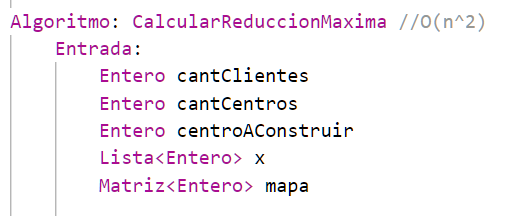 Algoritmo: CalcularReduccionMaxima //O(n^2)
Entrada:
Entero cantClientes
Entero cantCentros
Entero centroAConstruir
Lista<Entero> x
Matriz<Entero> mapa